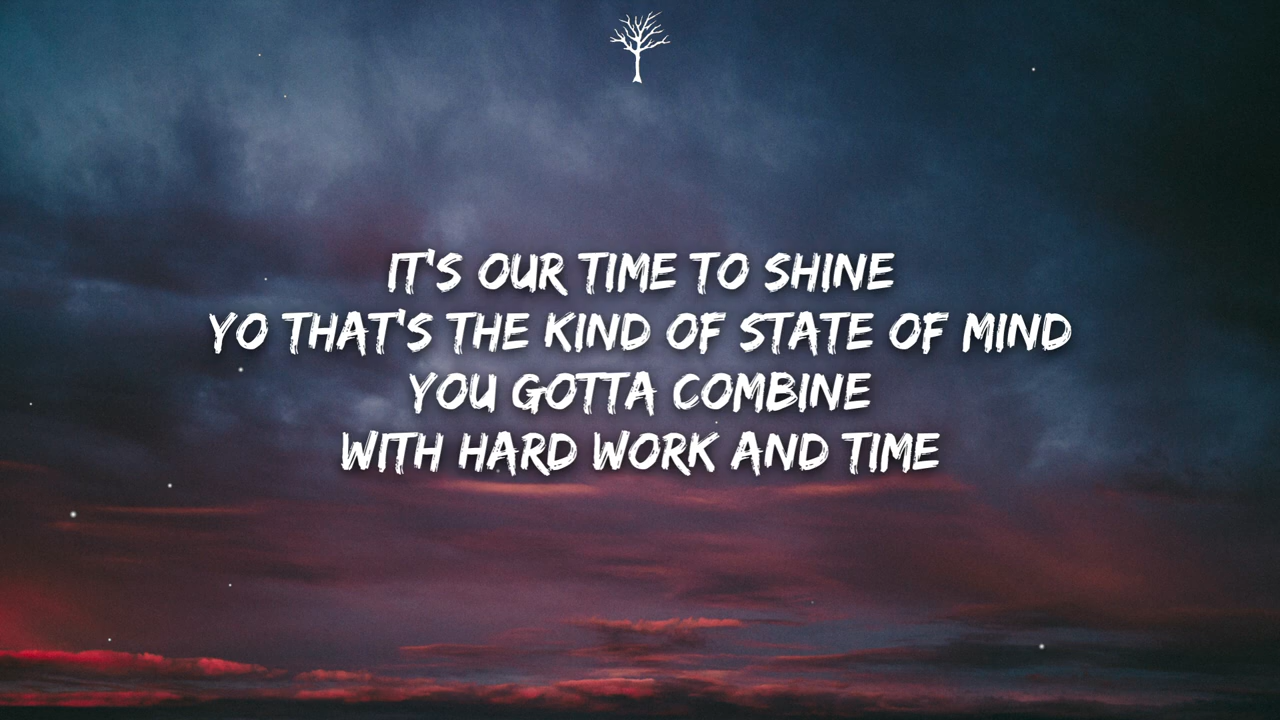 IT'S OUR TIME TO SHINE
YO THAT'S THE KIND OF STATE OF MIND
YOU GOTTA COMBINE
WITH HARD WORK AND TIME